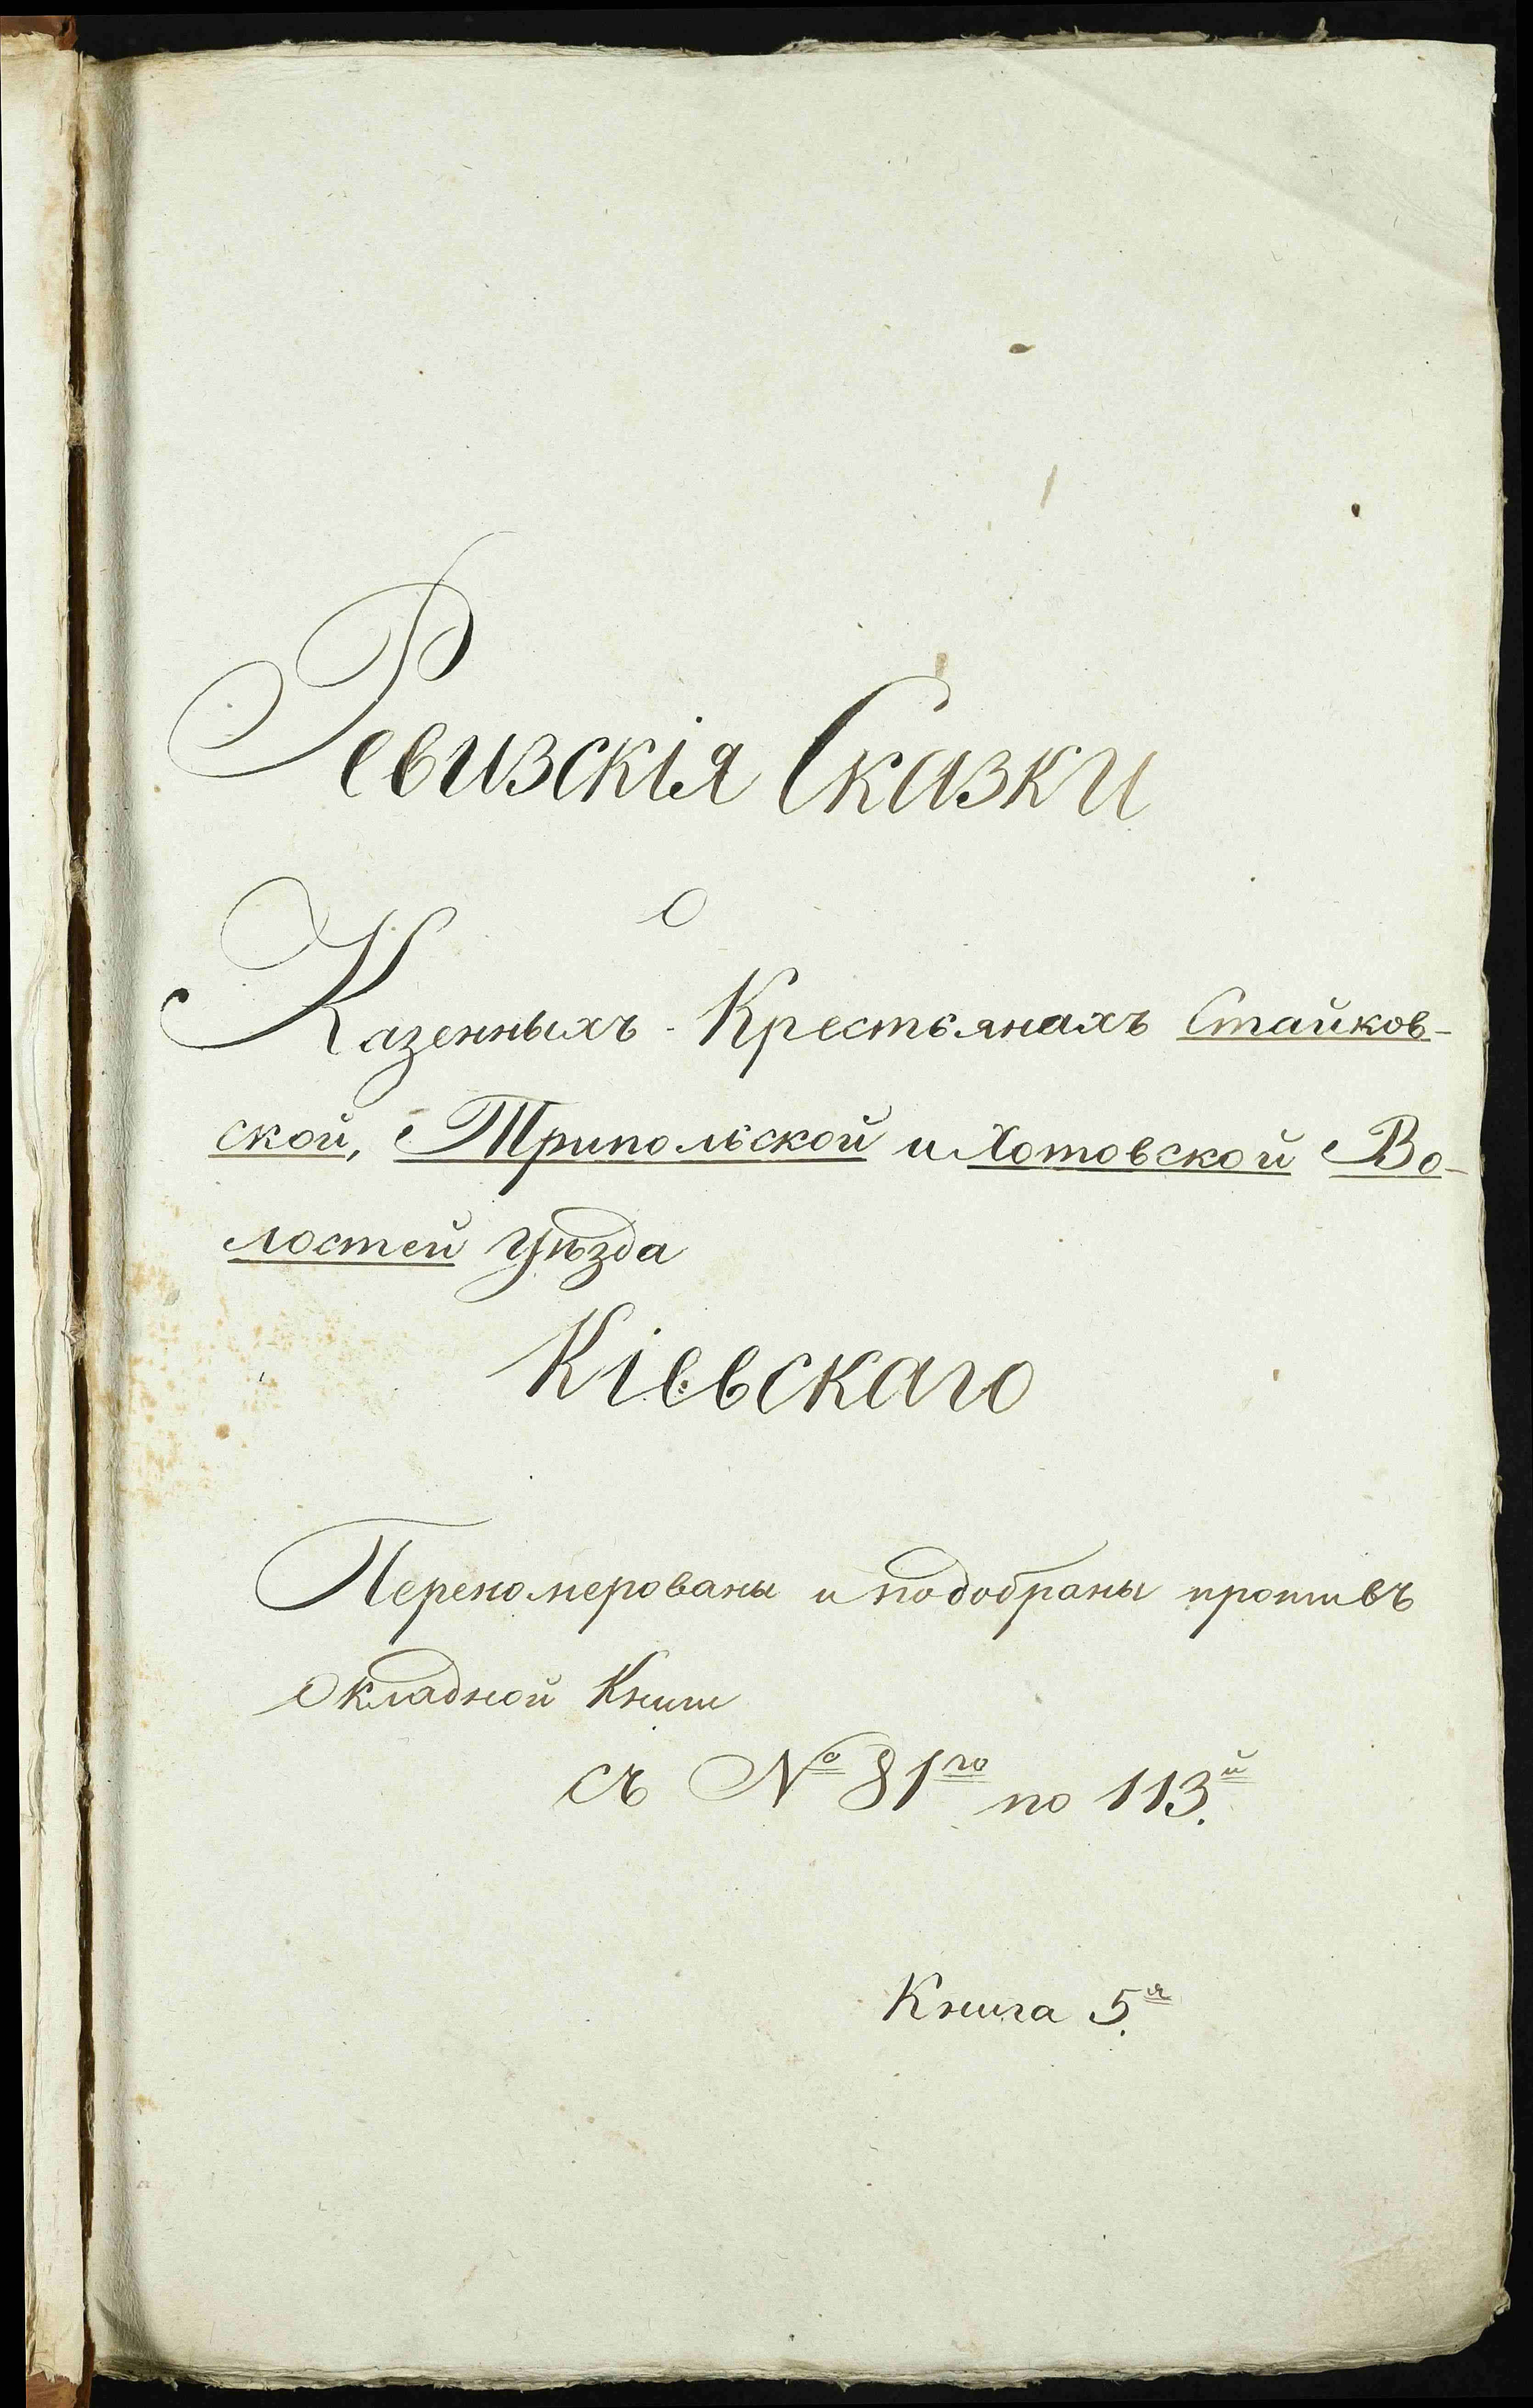 Ревизскія Сказки
о
Казенныхъ - Крестьянахъ Стайков-
ской, Трипольской и Хотовской Во-
лостей Уѣзда
Кіевскаго
Переномерованы и подобраны противъ
Окладной Книги
съ № 81го по 113й.
Книга 5я.